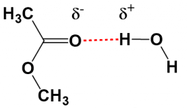 H₃C δ⁻ δ⁺
O H O
O H
CH₃